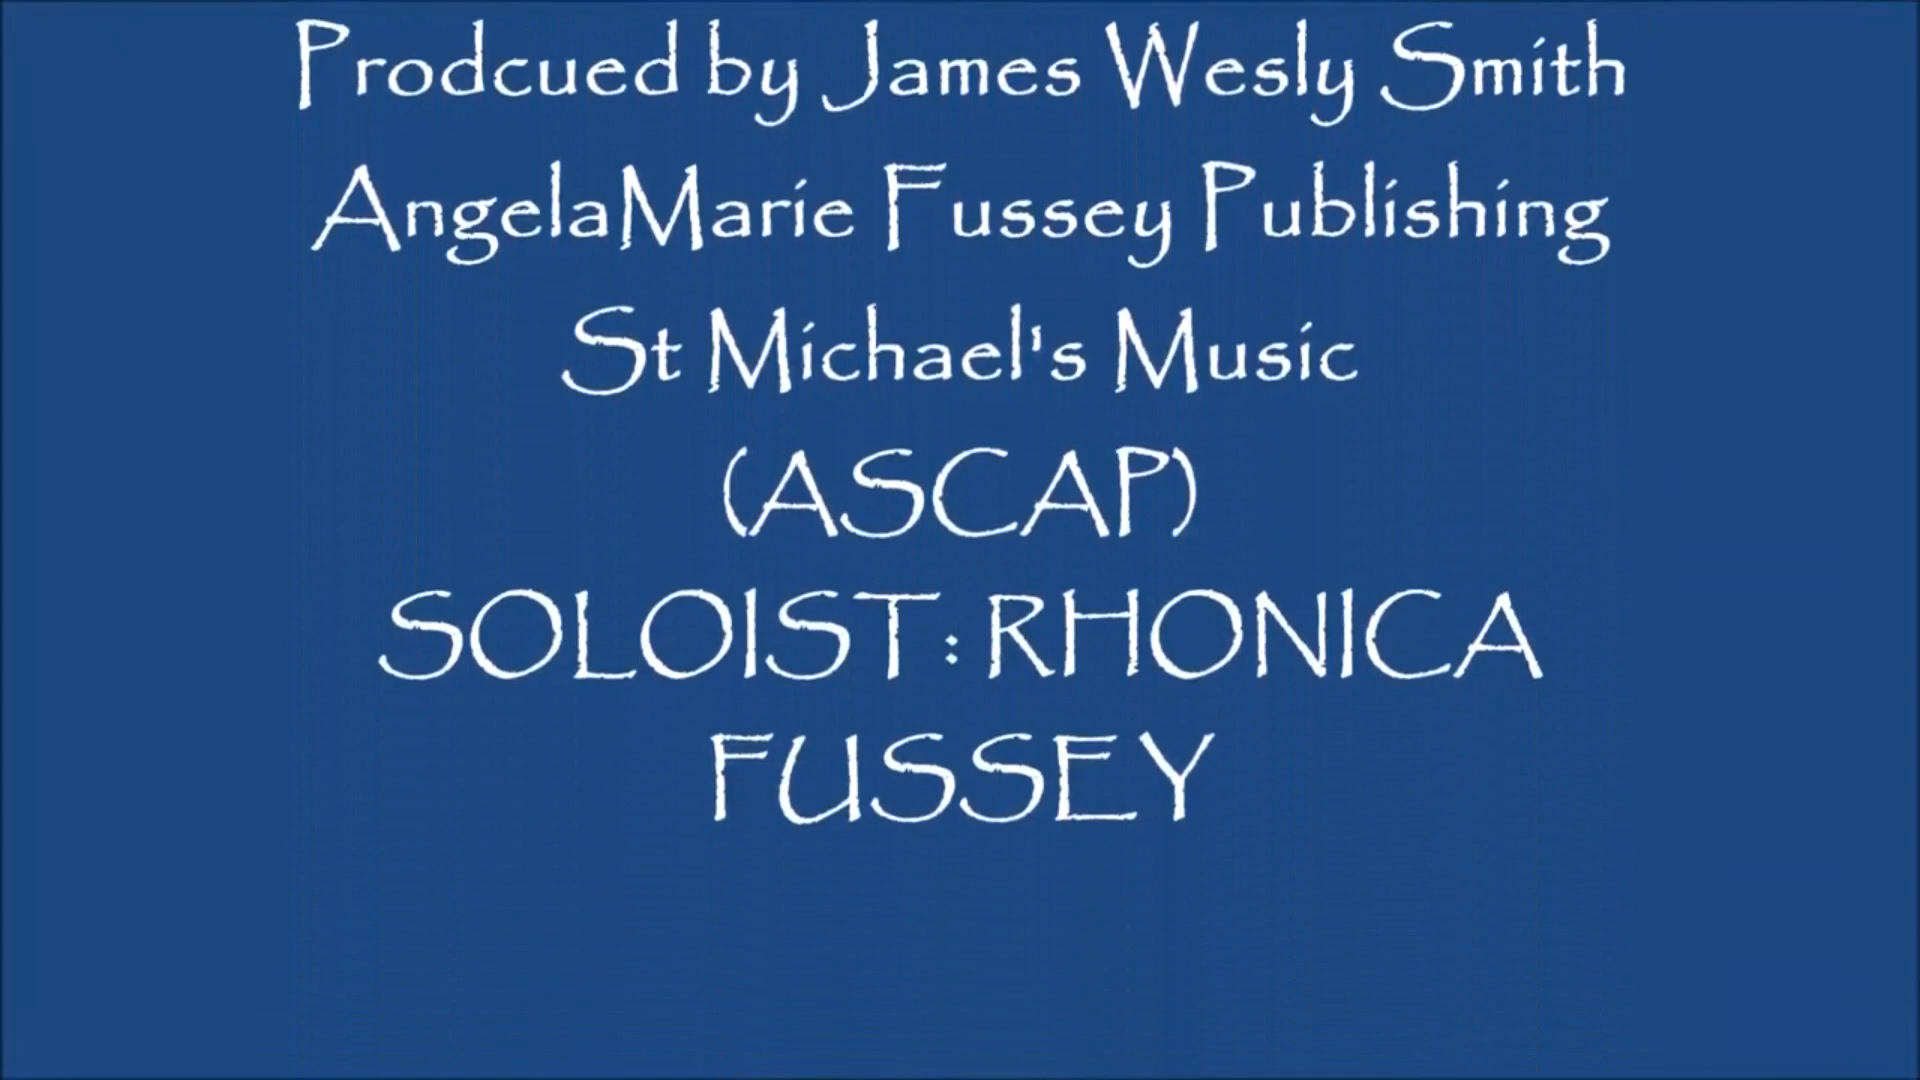 Prodcued by James Wesly Smith
AngelaMarie Fussey Publishing
St Michael's Music
(ASCAP)
SOLOIST: RHONICA
FUSSEY